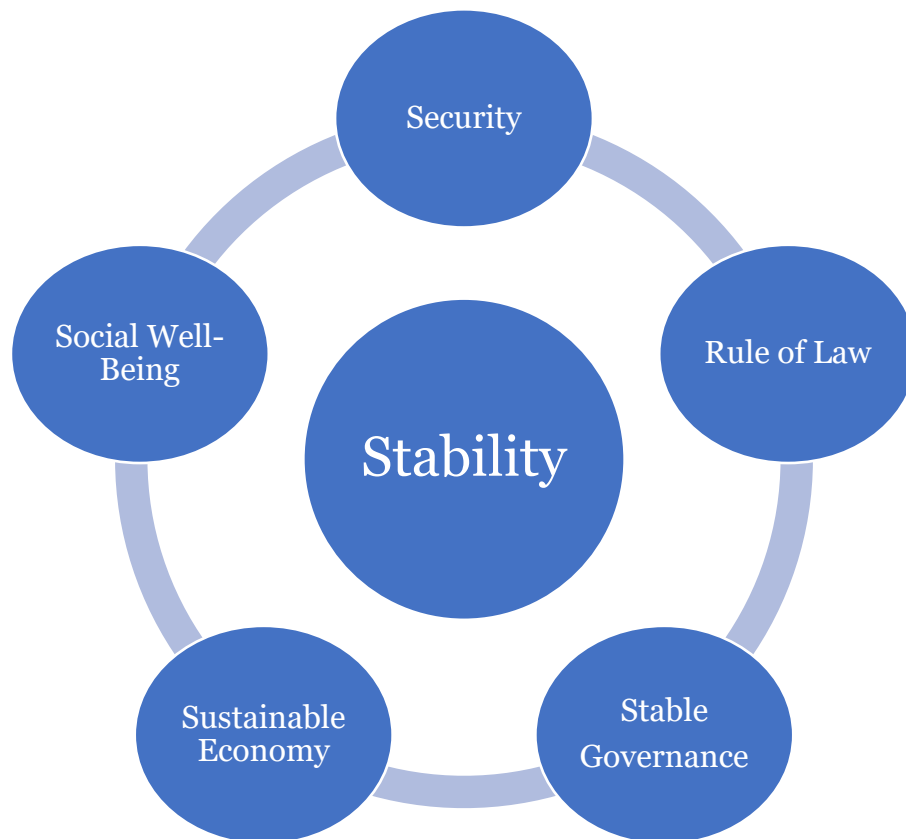 Security
Social Well-
Being
Rule of Law
Stability
Sustainable
Economy
Stable
Governance